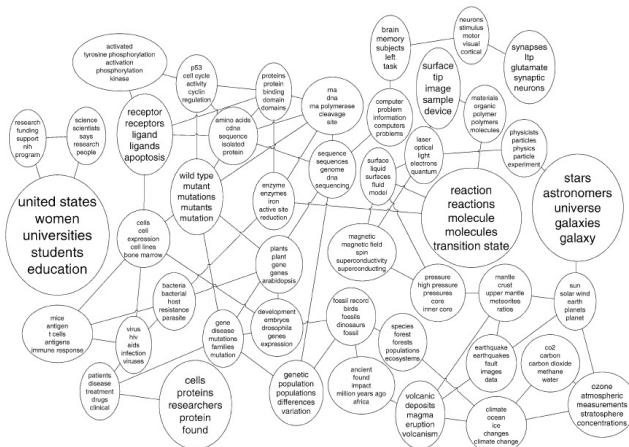 activated
tyrosine phosphorylation
activation
phosphorylation
kinase
p53
cell cycle
activity
cyclin
regulation
proteins
protein
binding
domain
domains
rna
dna
rna polymerase
cleavage
site
brain
memory
subjects
left
task
neurons
stimulus
motor
visual
cortical
synapses
ltp
glutamate
synaptic
neurons
surface
tip
image
sample
device
materials
organic
polymer
polymers
molecules
research
funding
support
nih
program
science
scientists
says
research
people
receptor
receptors
ligand
ligands
apoptosis
amino acids
cdna
sequence
isolated
protein
computer
problem
information
computers
problems
laser
optical
light
electrons
quantum
physicists
particles
physics
particle
experiment
sequence
sequences
genome
dna
sequencing
surface
liquid
surfaces
fluid
model
stars
astronomers
universe
galaxies
galaxy
united states
women
universities
students
education
wild type
mutant
mutations
mutants
mutation
enzyme
enzymes
iron
active site
reduction
reaction
reactions
molecule
molecules
transition state
cells
cell
expression
cell lines
bone marrow
magnetic
magnetic field
spin
superconductivity
superconducting
plants
plant
gene
genes
arabidopsis
bacteria
bacterial
host
resistance
parasite
pressure
high pressure
pressures
core
inner core
mantle
crust
upper mantle
meteorites
ratios
sun
solar wind
earth
planets
planet
mice
antigen
t cells
antigens
immune response
virus
hiv
aids
infection
viruses
gene
disease
mutations
families
mutation
development
embryos
drosophila
genes
expression
fossil record
birds
fossils
dinosaurs
fossil
species
forest
forests
populations
ecosystems
earthquake
earthquakes
fault
images
data
co2
carbon
carbon dioxide
methane
water
patients
disease
treatment
drugs
clinical
cells
proteins
researchers
protein
found
genetic
population
populations
differences
variation
ancient
found
impact
million years ago
africa
volcanic
deposits
magma
eruption
volcanism
climate
ocean
ice
changes
climate change
ozone
atmospheric
measurements
stratosphere
concentrations